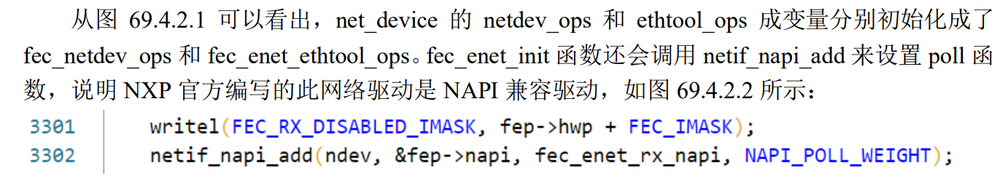 从图 69.4.2.1 可以看出，net_device 的 netdev_ops 和 ethtool_ops 成变量分别初始化成了
fec_netdev_ops 和 fec_enet_ethtool_ops。fec_enet_init 函数还会调用 netif_napi_add 来设置 poll 函
数，说明 NXP 官方编写的此网络驱动是 NAPI 兼容驱动，如图 69.4.2.2 所示：
3301 writel(FEC_RX_DISABLED_IMASK, fep->hwp + FEC_IMASK);
3302 netif_napi_add(ndev, &fep->napi, fec_enet_rx_napi, NAPI_POLL_WEIGHT);